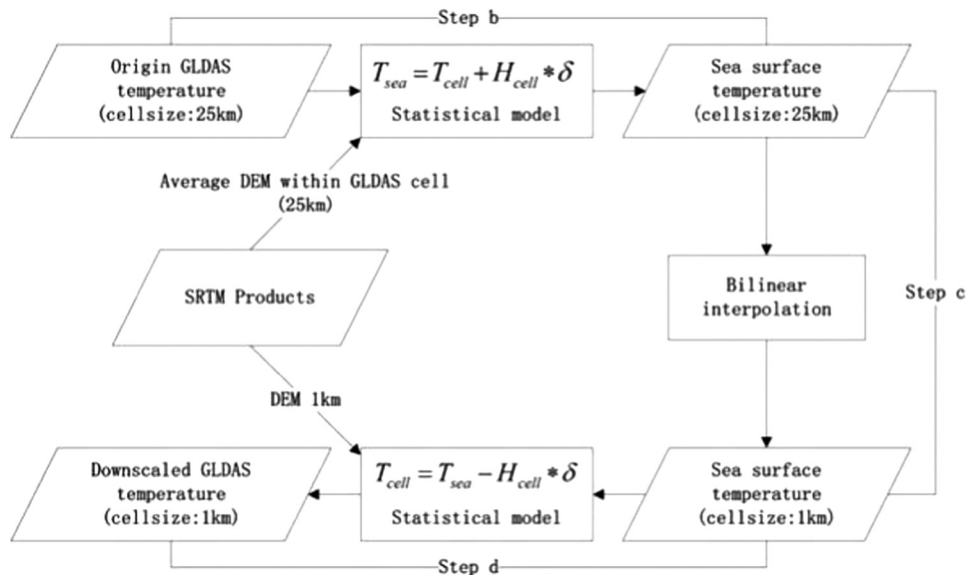 Step b
Origin GLDAS
temperature
(cellsize:25km)
T_sea = T_cell + H_cell * δ
Statistical model
Sea surface
temperature
(cellsize:25km)
Average DEM within GLDAS cell
(25km)
SRTM Products
Bilinear
interpolation
Step c
DEM 1km
Downscaled GLDAS
temperature
(cellsize:1km)
T_cell = T_sea − H_cell * δ
Statistical model
Sea surface
temperature
(cellsize:1km)
Step d